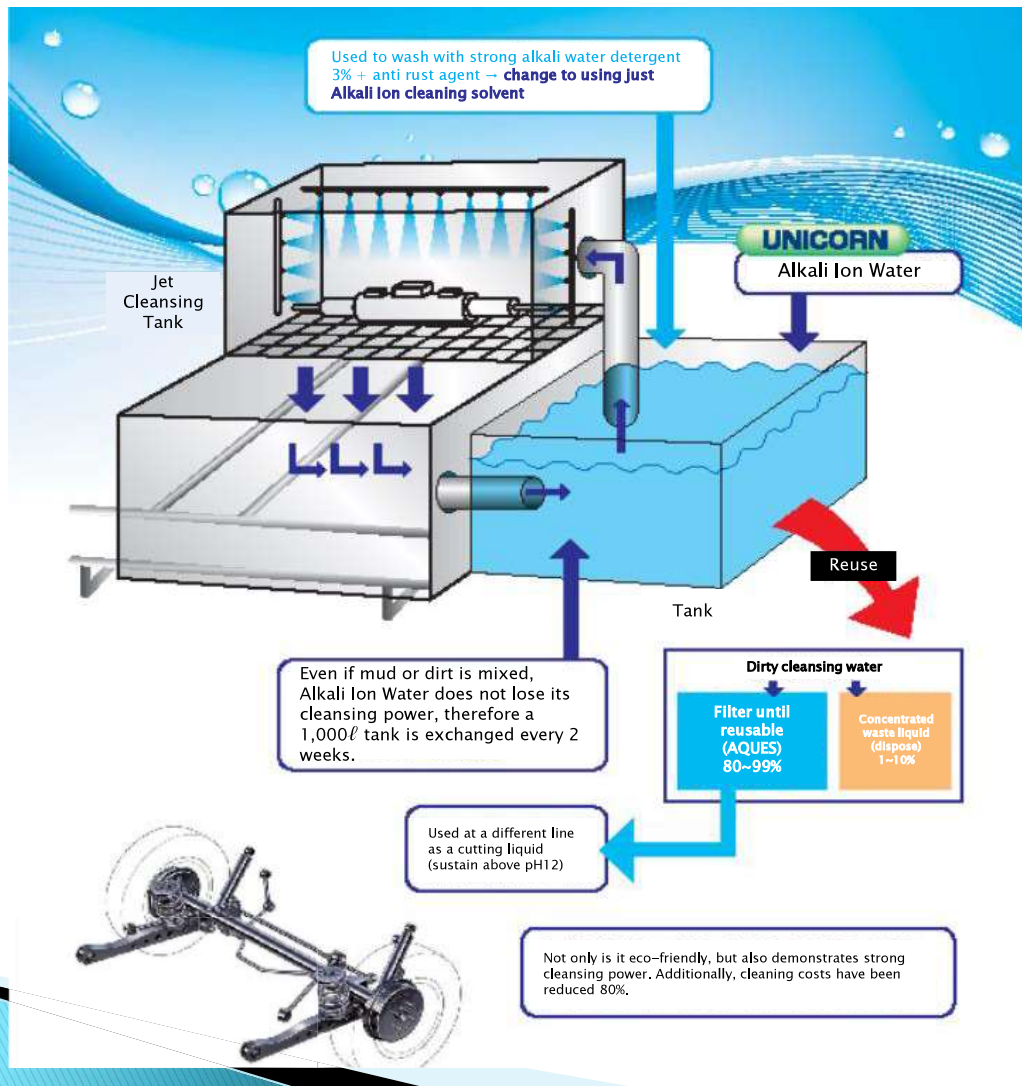 Used to wash with strong alkali water detergent
3% + anti rust agent → change to using just
Alkali Ion cleaning solvent
UNICORN
Alkali Ion Water
Jet
Cleansing
Tank
Reuse
Tank
Even if mud or dirt is mixed,
Alkali Ion Water does not lose its
cleansing power, therefore a
1,000ℓ tank is exchanged every 2
weeks.
Dirty cleansing water
Filter until
reusable
(AQUES)
80~99%
Concentrated
waste liquid
(dispose)
1~10%
Used at a different line
as a cutting liquid
(sustain above pH12)
Not only is it eco-friendly, but also demonstrates strong
cleansing power. Additionally, cleaning costs have been
reduced 80%.